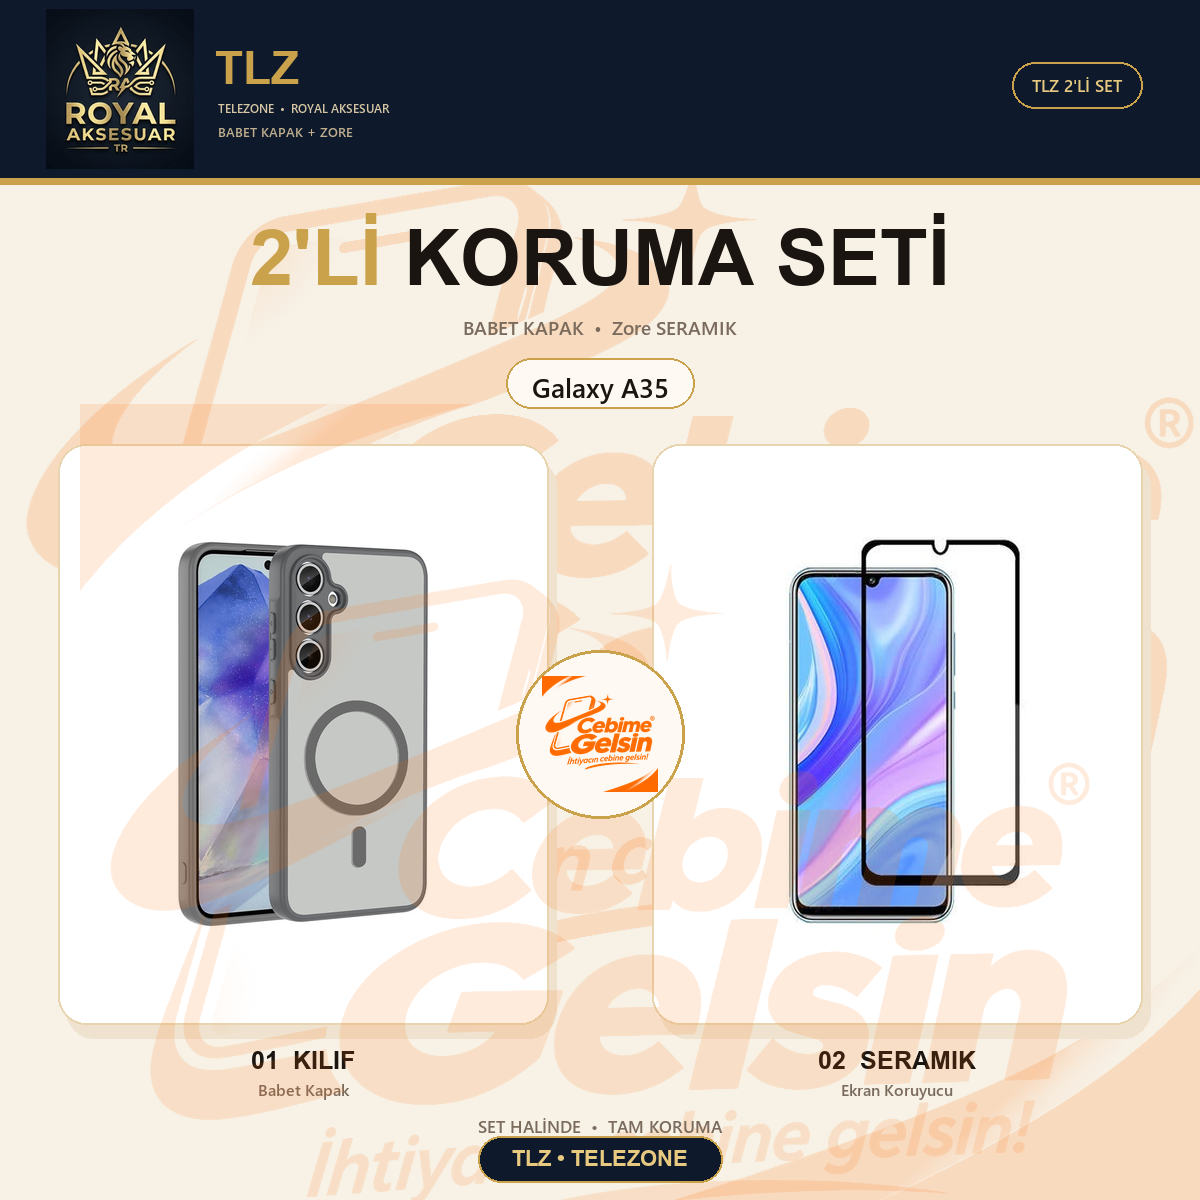 ROYAL
AKSESUAR
TR
TLZ
TELEZONE • ROYAL AKSESUAR
BABET KAPAK + ZORE
TLZ 2'Lİ SET
2'Lİ KORUMA SETİ
BABET KAPAK • Zore SERAMIK
Galaxy A35
Cebime®
Gelsin
İhtiyacın cebine gelsin!
Cebime®
Gelsin
01 KILIF
Babet Kapak
02 SERAMIK
Ekran Koruyucu
SET HALİNDE • TAM KORUMA
TLZ • TELEZONE